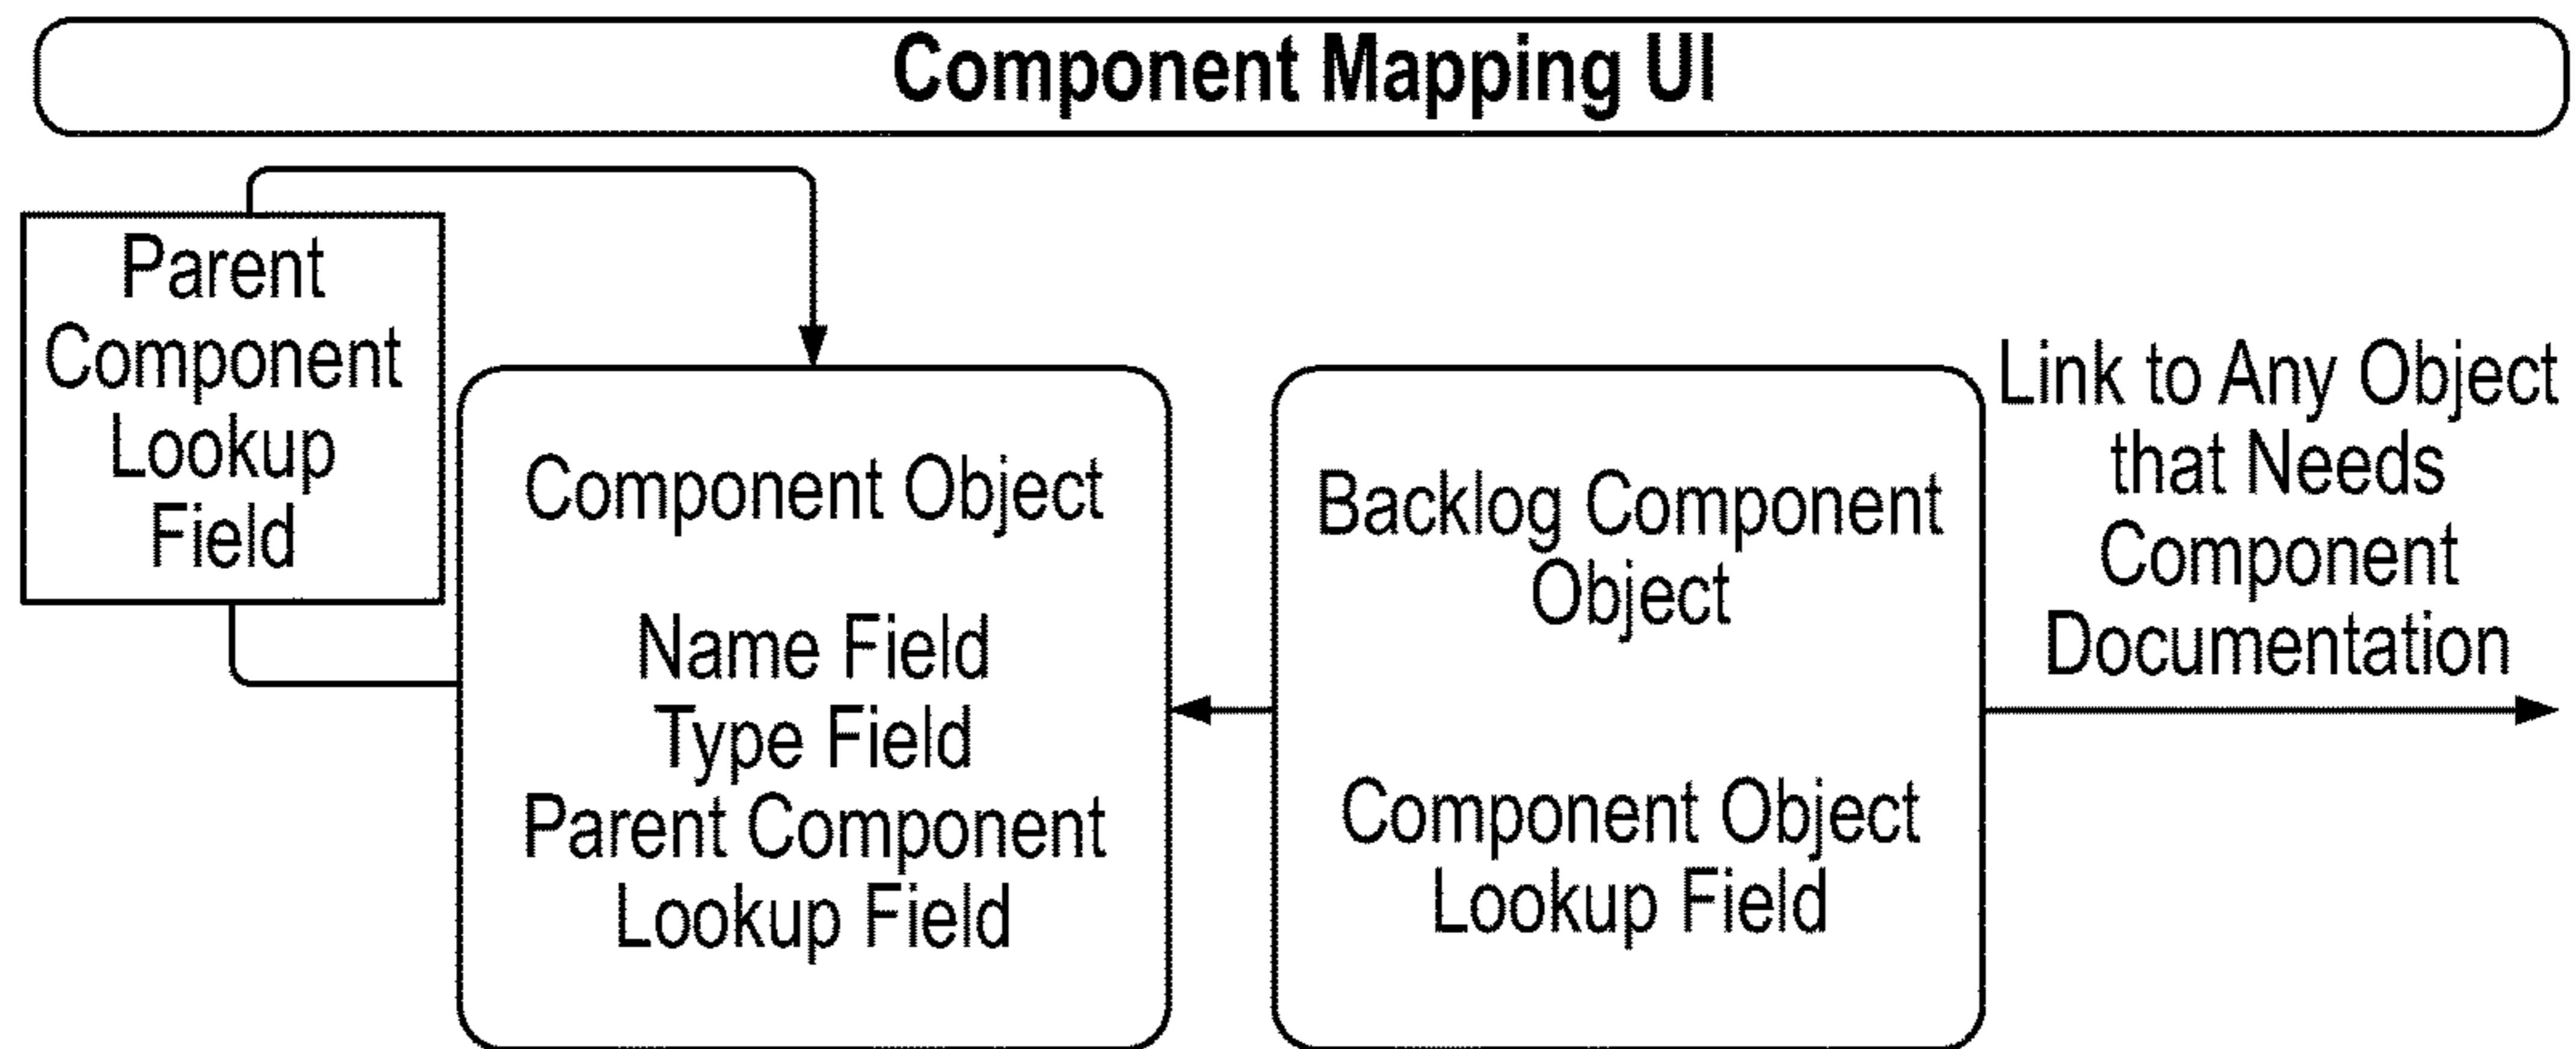 Component Mapping UI
Parent
Component
Lookup
Field
Component Object
Name Field
Type Field
Parent Component
Lookup Field
Backlog Component
Object
Component Object
Lookup Field
Link to Any Object
that Needs
Component
Documentation